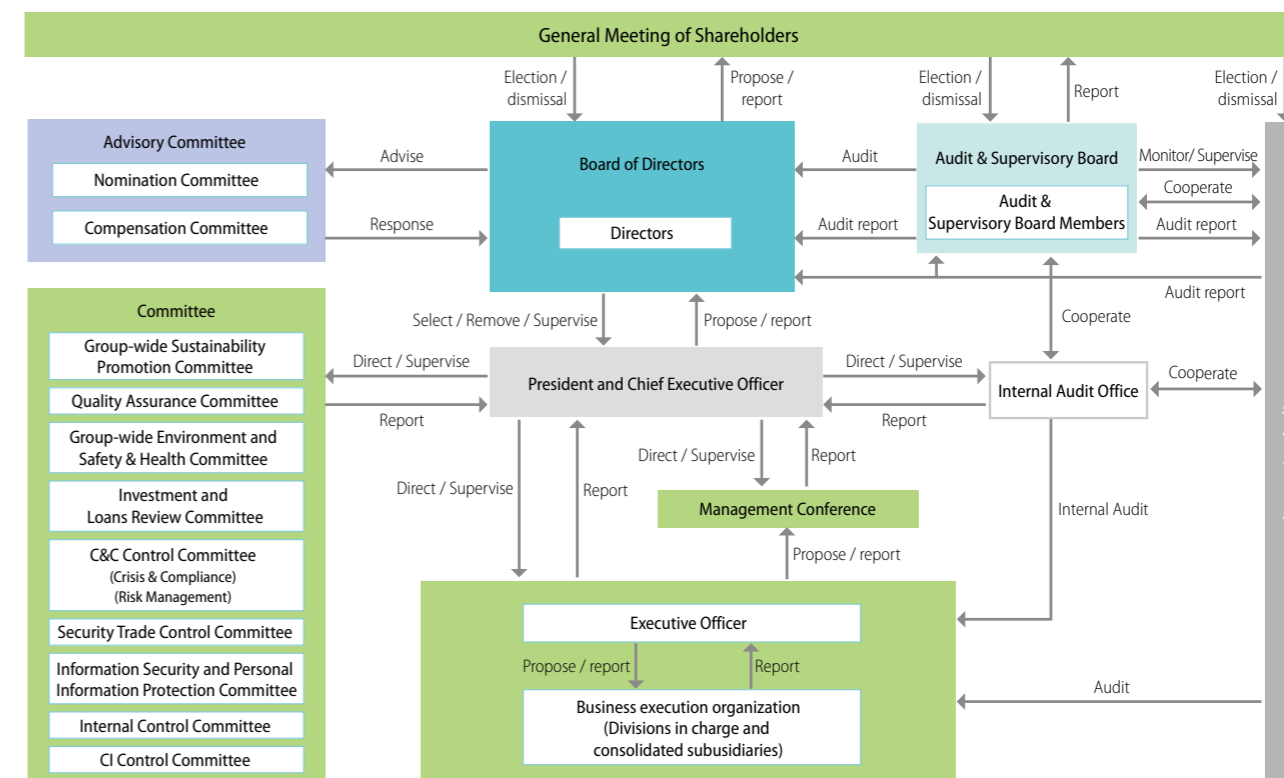 General Meeting of Shareholders
Election /
dismissal
Propose /
report
Election /
dismissal
Report
Election /
dismissal
Advisory Committee
Nomination Committee
Compensation Committee
Advise
Response
Board of Directors
Directors
Audit
Audit report
Audit & Supervisory Board
Audit &
Supervisory Board Members
Monitor/ Supervise
Cooperate
Audit report
Audit report
Select / Remove / Supervise
Propose / report
Cooperate
Committee
Group-wide Sustainability
Promotion Committee
Quality Assurance Committee
Group-wide Environment and
Safety & Health Committee
Investment and
Loans Review Committee
C&C Control Committee
(Crisis & Compliance)
(Risk Management)
Security Trade Control Committee
Information Security and Personal
Information Protection Committee
Internal Control Committee
CI Control Committee
Direct / Supervise
Report
President and Chief Executive Officer
Direct / Supervise
Report
Internal Audit Office
Cooperate
Direct / Supervise
Report
Direct / Supervise
Report
Management Conference
Internal Audit
Propose / report
Executive Officer
Propose / report
Report
Business execution organization
(Divisions in charge and
consolidated subusidiaries)
Audit